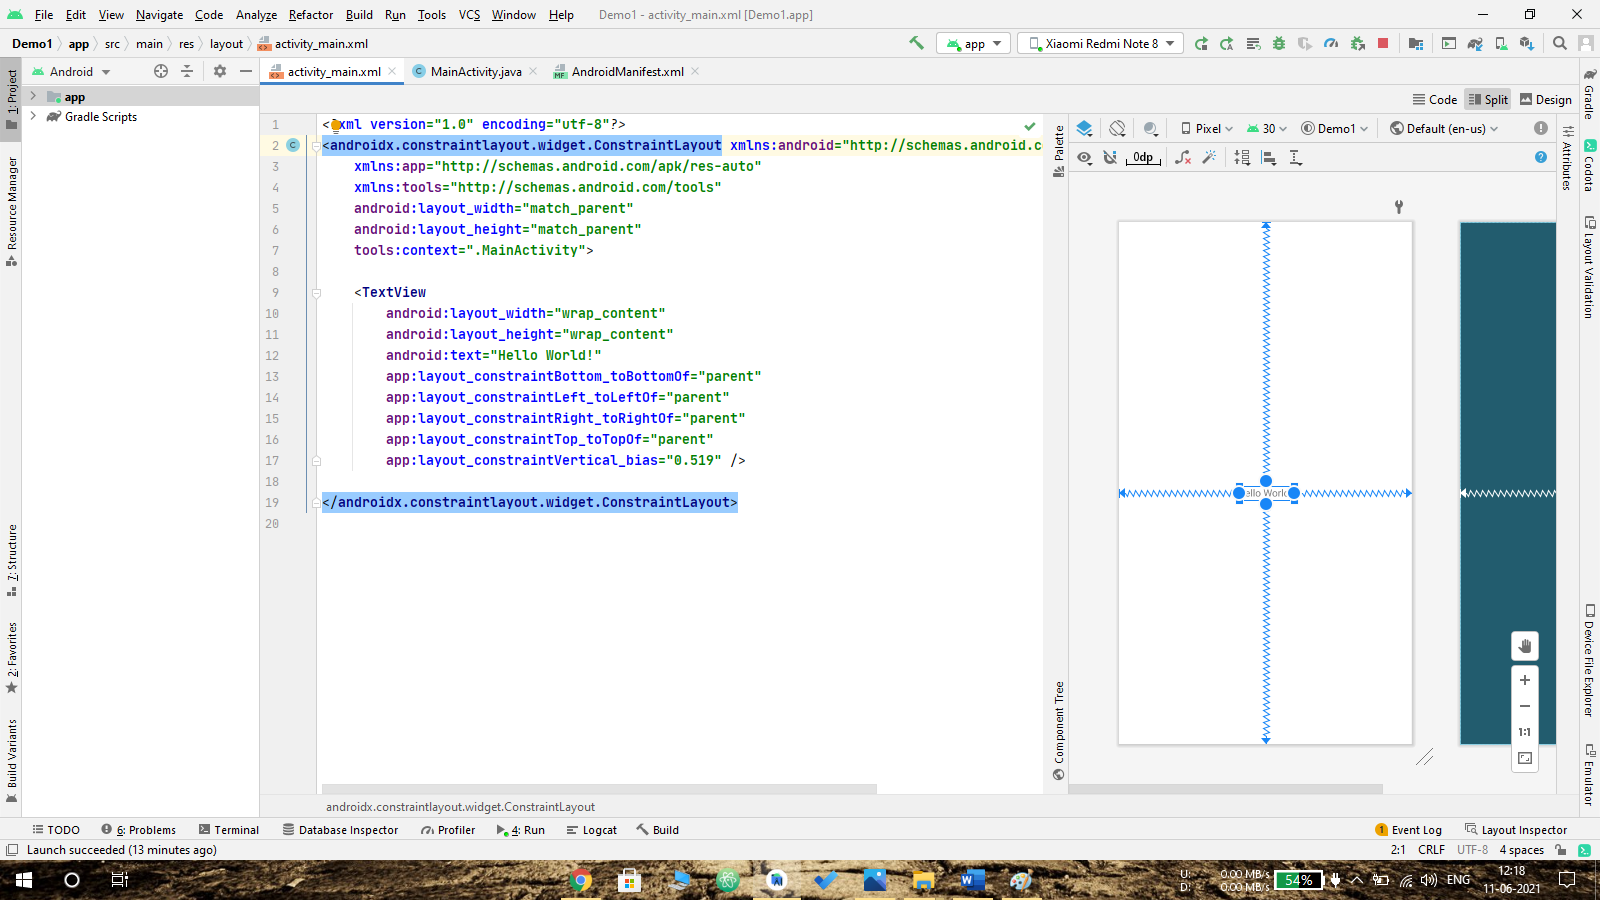 File Edit View Navigate Code Analyze Refactor Build Run Tools VCS Window Help Demo1 - activity_main.xml [Demo1.app]
Demo1 app src main res layout activity_main.xml app Xiaomi Redmi Note 8
Android activity_main.xml MainActivity.java AndroidManifest.xml
app
Gradle Scripts
Code Split Design
1: Project
Resource Manager
7: Structure
2: Favorites
Build Variants
1 <?xml version="1.0" encoding="utf-8"?>
2 <androidx.constraintlayout.widget.ConstraintLayout xmlns:android="http://schemas.android.c
3 xmlns:app="http://schemas.android.com/apk/res-auto"
4 xmlns:tools="http://schemas.android.com/tools"
5 android:layout_width="match_parent"
6 android:layout_height="match_parent"
7 tools:context=".MainActivity">
8
9 <TextView
10 android:layout_width="wrap_content"
11 android:layout_height="wrap_content"
12 android:text="Hello World!"
13 app:layout_constraintBottom_toBottomOf="parent"
14 app:layout_constraintLeft_toLeftOf="parent"
15 app:layout_constraintRight_toRightOf="parent"
16 app:layout_constraintTop_toTopOf="parent"
17 app:layout_constraintVertical_bias="0.519" />
18
19 </androidx.constraintlayout.widget.ConstraintLayout>
20
androidx.constraintlayout.widget.ConstraintLayout
Palette
Component Tree
Pixel 30 Demo1 Default (en-us)
0dp
ello World
1:1
Attributes
Gradle
Codota
Layout Validation
Device File Explorer
Emulator
TODO 6: Problems Terminal Database Inspector Profiler 4: Run Logcat Build 1 Event Log Layout Inspector
Launch succeeded (13 minutes ago) 2:1 CRLF UTF-8 4 spaces
U: 0.00 MB/s
D: 0.00 MB/s
54%
ENG
12:18
11-06-2021